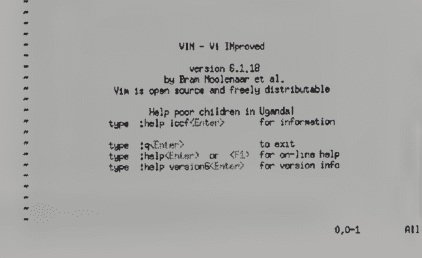 VIM - Vi IMproved
version 6.1.18
by Bram Moolenaar et al.
Vim is open source and freely distributable
Help poor children in Uganda!
type :help iccf<Enter> for information
type :q<Enter> to exit
type :help<Enter> or <F1> for on-line help
type :help version6<Enter> for version info
0,0-1 All